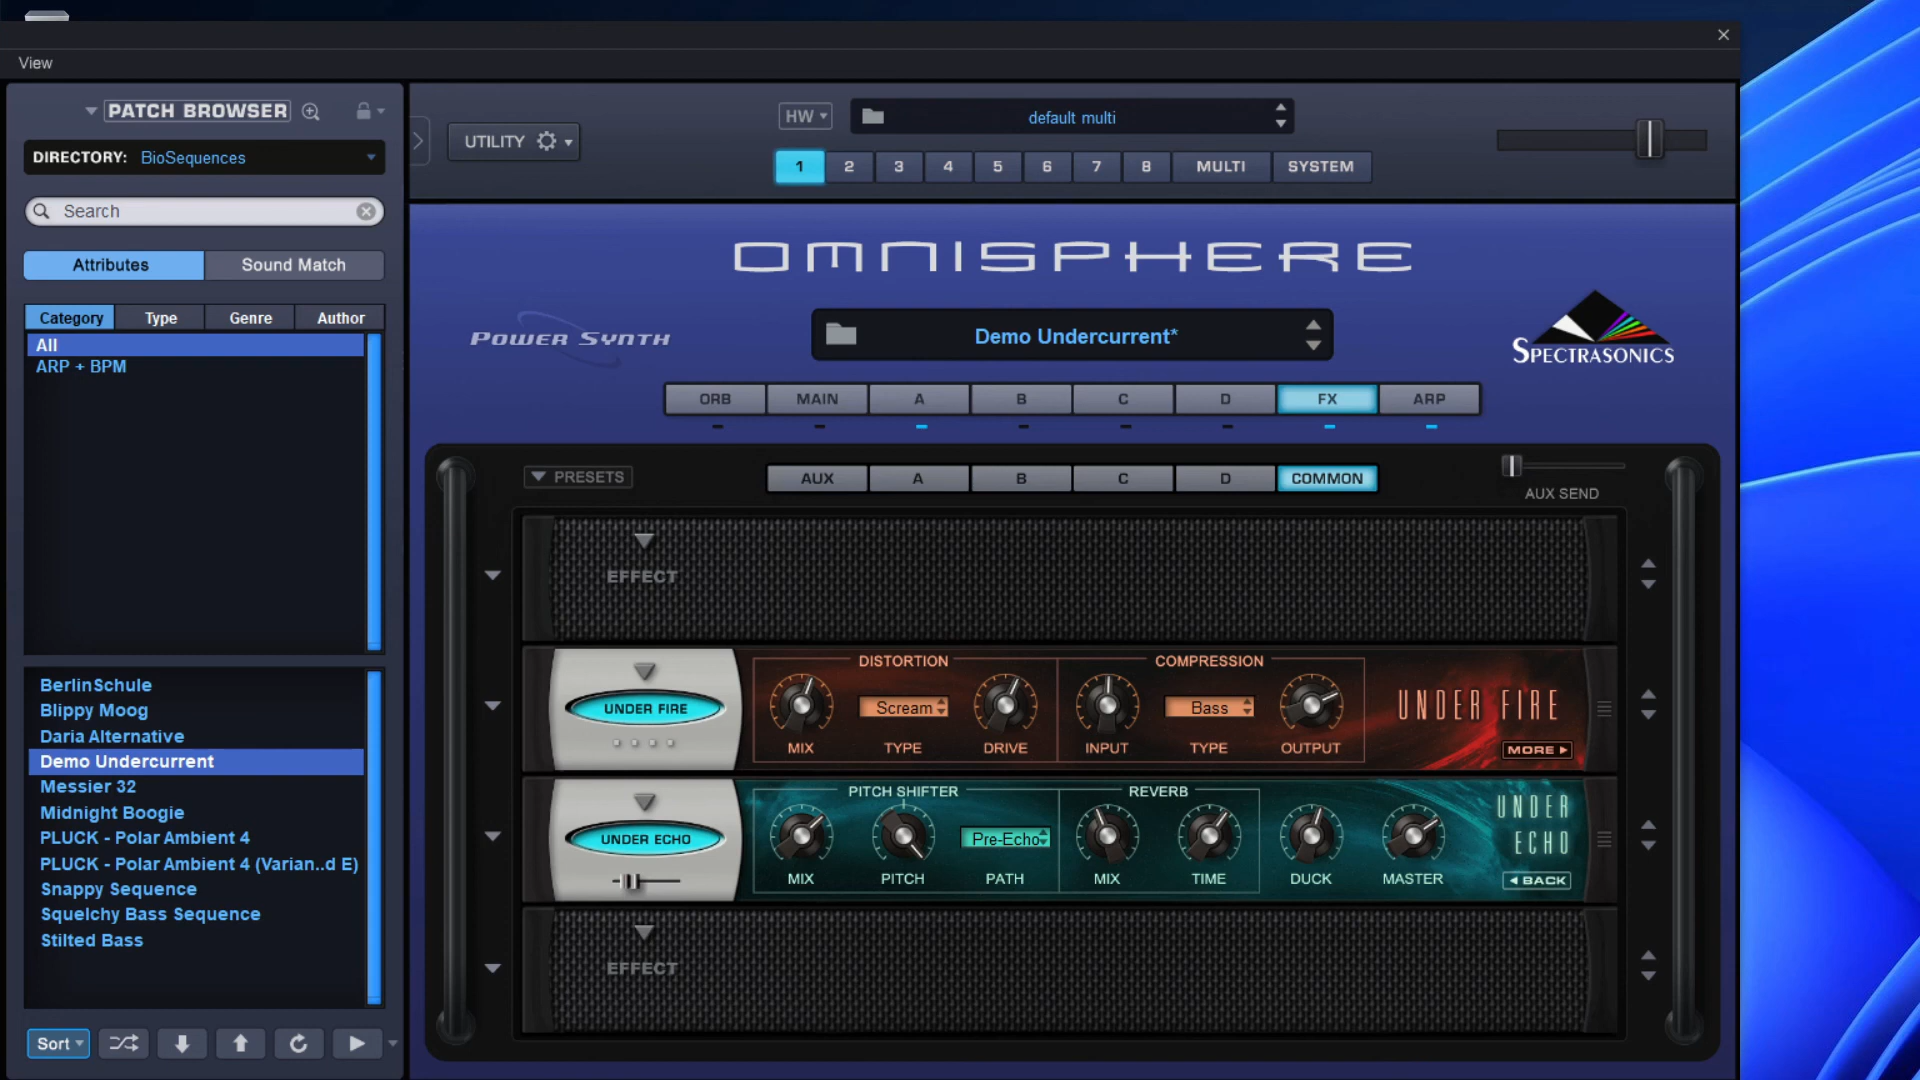 View
PATCH BROWSER
DIRECTORY: BioSequences
Search
Attributes Sound Match
Category Type Genre Author
All
ARP + BPM
BerlinSchule
Blippy Moog
Daria Alternative
Demo Undercurrent
Messier 32
Midnight Boogie
PLUCK - Polar Ambient 4
PLUCK - Polar Ambient 4 (Varian..d E)
Snappy Sequence
Squelchy Bass Sequence
Stilted Bass
Sort
UTILITY
HW default multi
1 2 3 4 5 6 7 8 MULTI SYSTEM
OMNISPHERE
POWER SYNTH
Demo Undercurrent*
SPECTRASONICS
ORB MAIN A B C D FX ARP
PRESETS
AUX A B C D COMMON
AUX SEND
EFFECT
UNDER FIRE
DISTORTION COMPRESSION
Scream Bass
MIX TYPE DRIVE INPUT TYPE OUTPUT
UNDER FIRE
MORE
UNDER ECHO
PITCH SHIFTER REVERB
Pre-Echo
MIX PITCH PATH MIX TIME DUCK MASTER
UNDER
ECHO
BACK
EFFECT